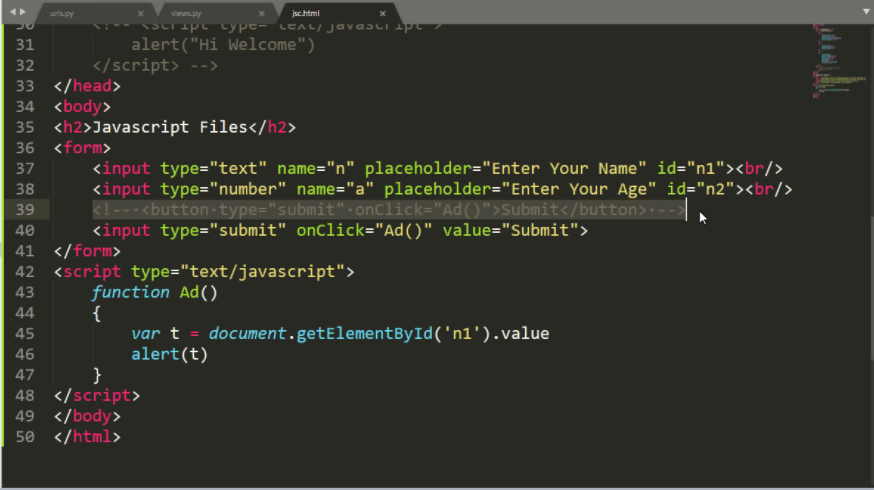 urls.py × views.py × jsc.html ×
30 <!-- <script type="text/javascript">
31 alert("Hi Welcome")
32 </script> -->
33 </head>
34 <body>
35 <h2>Javascript Files</h2>
36 <form>
37 <input type="text" name="n" placeholder="Enter Your Name" id="n1"><br/>
38 <input type="number" name="a" placeholder="Enter Your Age" id="n2"><br/>
39 <!-- <button type="submit" onClick="Ad()">Submit</button> -->
40 <input type="submit" onClick="Ad()" value="Submit">
41 </form>
42 <script type="text/javascript">
43 function Ad()
44 {
45 var t = document.getElementById('n1').value
46 alert(t)
47 }
48 </script>
49 </body>
50 </html>